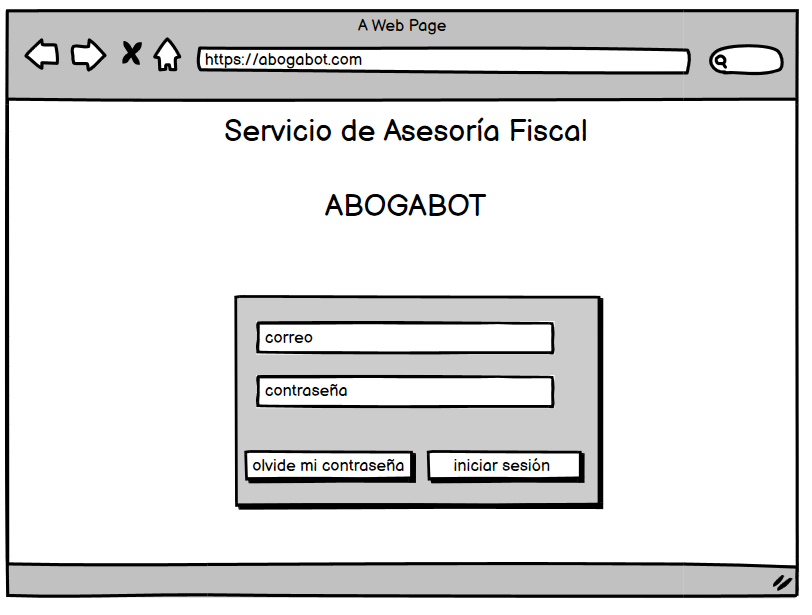 A Web Page
https://abogabot.com
Servicio de Asesoría Fiscal
ABOGABOT
correo
contraseña
olvide mi contraseña
iniciar sesión